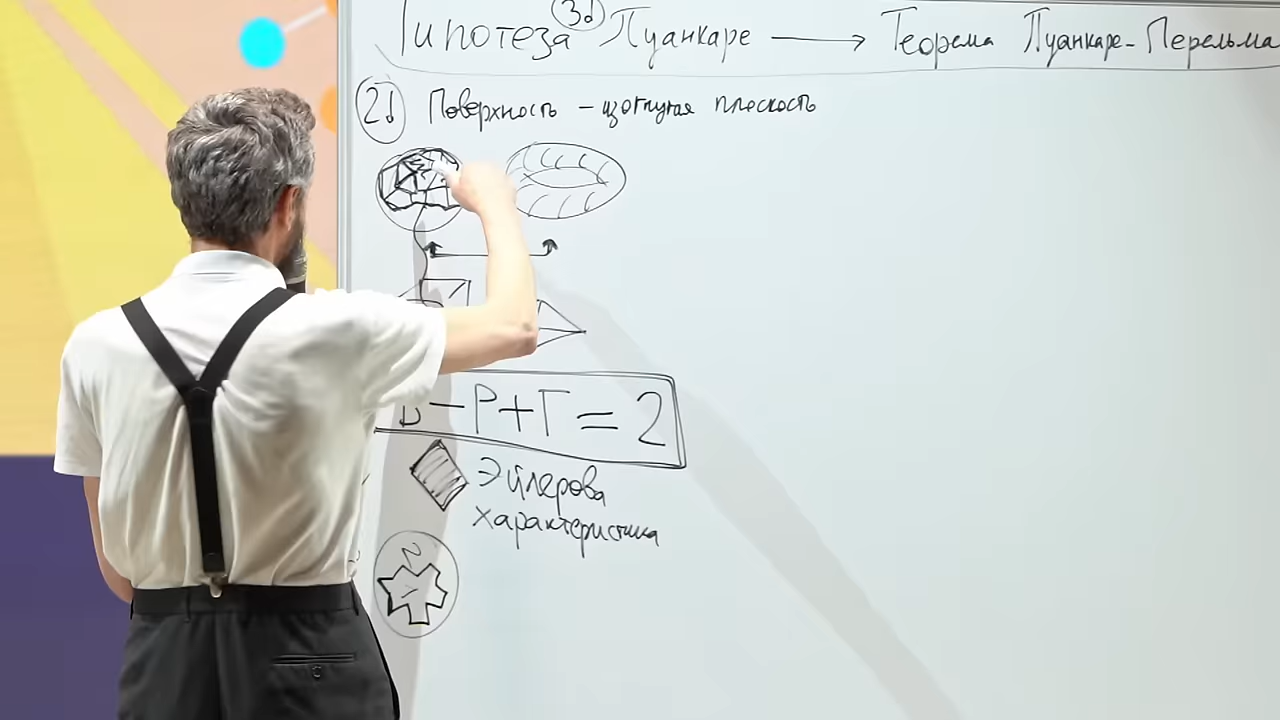 Гипотеза 3d Пуанкаре → Теорема Пуанкаре-Перельма
2d Поверхность – изогнутая плоскость
В-Р+Г=2
Эйлерова
характеристика